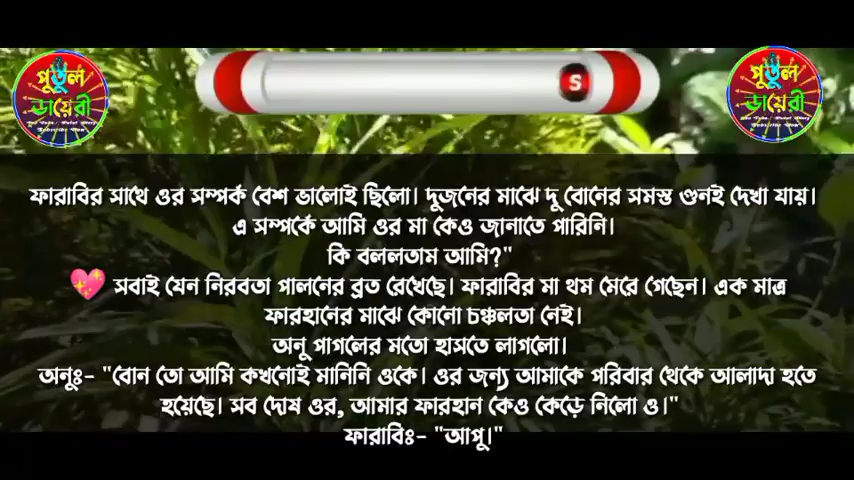 পুতুল
ডায়েরী
S
পুতুল
ডায়েরী
ফারাবির সাথে ওর সম্পর্ক বেশ ভালোই ছিলো। দুজনের মাঝে দু বোনের সমস্ত গুনই দেখা যায়।
এ সম্পর্কে আমি ওর মা কেও জানাতে পারিনি।
কি বললতাম আমি?"
💖 সবাই যেন নিরবতা পালনের ব্রত রেখেছে। ফারাবির মা থম মেরে গেছেন। এক মাত্র
ফারহানের মাঝে কোনো চঞ্চলতা নেই।
অনু পাগলের মতো হাসতে লাগলো।
অনুঃ- "বোন তো আমি কখনোই মানিনি ওকে। ওর জন্য আমাকে পরিবার থেকে আলাদা হতে
হয়েছে। সব দোষ ওর, আমার ফারহান কেও কেড়ে নিলো ও।"
ফারাবিঃ- "আপু।"